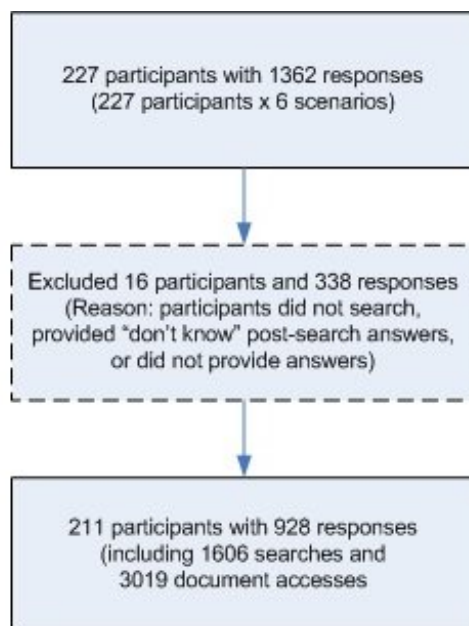 227 participants with 1362 responses
(227 participants x 6 scenarios)
Excluded 16 participants and 338 responses
(Reason: participants did not search,
provided “don’t know” post-search answers,
or did not provide answers)
211 participants with 928 responses
(including 1606 searches and
3019 document accesses